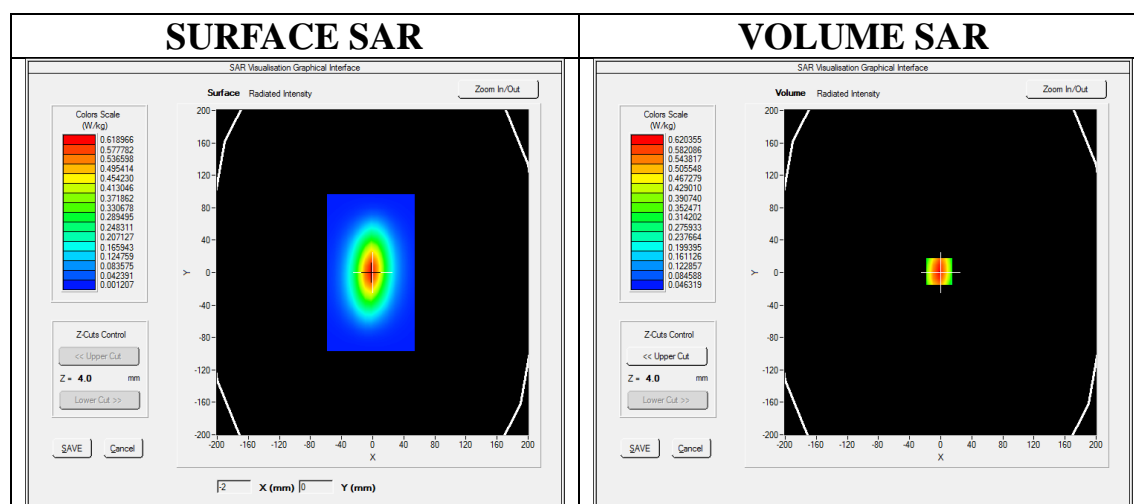 SURFACE SAR
SAR Visualisation Graphical Interface
Surface Radiated Intensity
Zoom In/Out
Colors Scale
(W/kg)
0.618966
0.577782
0.536598
0.495414
0.454230
0.413046
0.371862
0.330678
0.289495
0.248311
0.207127
0.165943
0.124759
0.083575
0.042391
0.001207
200
160
120
80
40
0
-40
-80
-120
-160
-200
Y
-200 -160 -120 -80 -40 0 40 80 120 160 200
X
Z-Cuts Control
<< Upper Cut
Z = 4.0 mm
Lower Cut >>
SAVE Cancel
-2 X (mm) 0 Y (mm)
VOLUME SAR
SAR Visualisation Graphical Interface
Volume Radiated Intensity
Zoom In/Out
Colors Scale
(W/kg)
0.620355
0.582086
0.543817
0.505548
0.467279
0.429010
0.390740
0.352471
0.314202
0.275933
0.237664
0.199395
0.161126
0.122857
0.084588
0.046319
200
160
120
80
40
0
-40
-80
-120
-160
-200
Y
-200 -160 -120 -80 -40 0 40 80 120 160 200
X
Z-Cuts Control
<< Upper Cut
Z = 4.0 mm
Lower Cut >>
SAVE Cancel